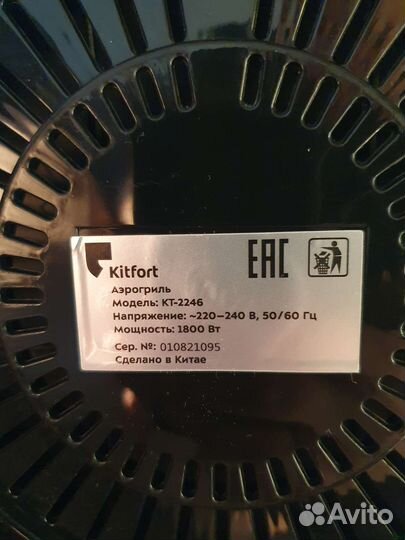 Kitfort
EAC
Аэрогриль
Модель: КТ-2246
Напряжение: ~220–240 В, 50/60 Гц
Мощность: 1800 Вт
Сер. №: 010821095
Сделано в Китае
Avito